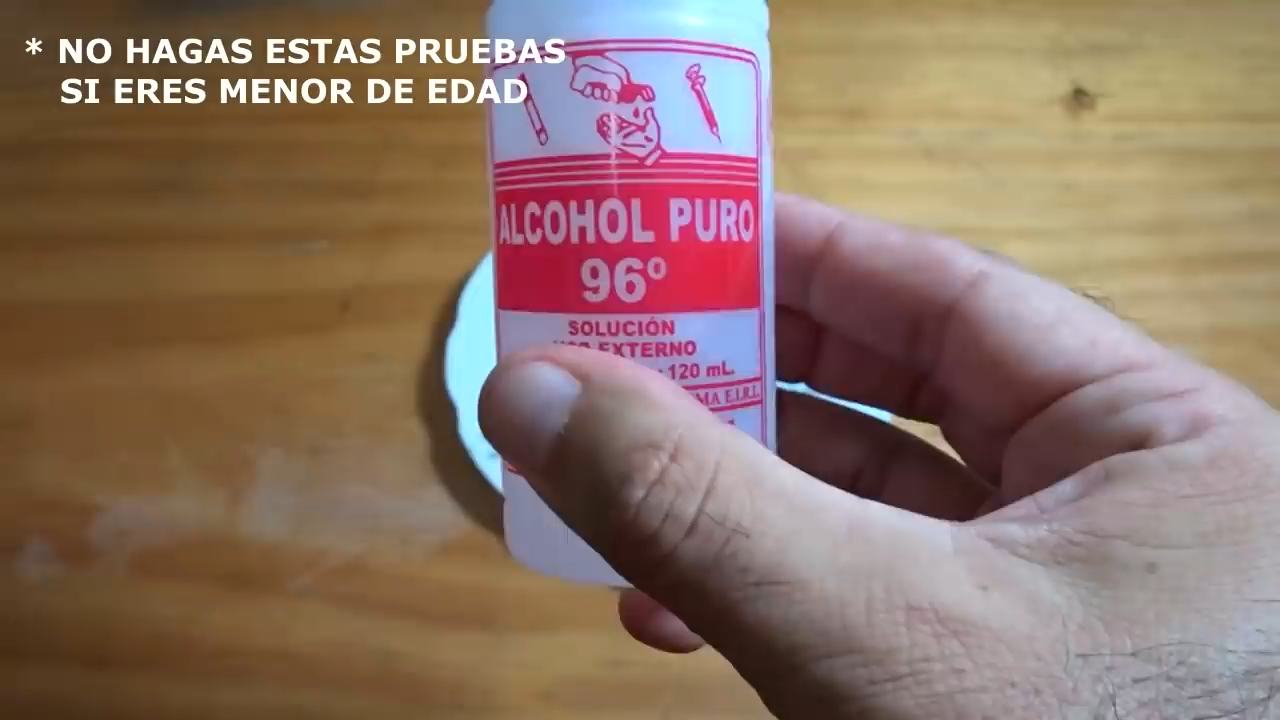 * NO HAGAS ESTAS PRUEBAS
SI ERES MENOR DE EDAD
ALCOHOL PURO
96º
SOLUCIÓN
EXTERNO
120 mL.
E.I.R.L